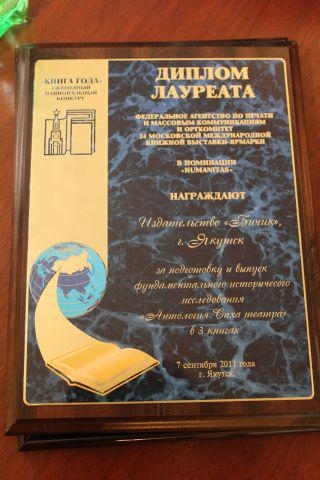 «КНИГА ГОДА»
ЕЖЕГОДНЫЙ
НАЦИОНАЛЬНЫЙ
КОНКУРС
ДИПЛОМ
ЛАУРЕАТА
ФЕДЕРАЛЬНОЕ АГЕНТСТВО ПО ПЕЧАТИ
И МАССОВЫМ КОММУНИКАЦИЯМ
И ОРГКОМИТЕТ
24 МОСКОВСКОЙ МЕЖДУНАРОДНОЙ
КНИЖНОЙ ВЫСТАВКИ-ЯРМАРКИ
В НОМИНАЦИИ
«HUMANITAS»
НАГРАЖДАЮТ
Издательство «Бичик»,
г. Якутск
за подготовку и выпуск
фундаментального историчесого
исследования
«Антология Саха театра»
в 3 книгах
7 сентября 2011 года
г. Якутск